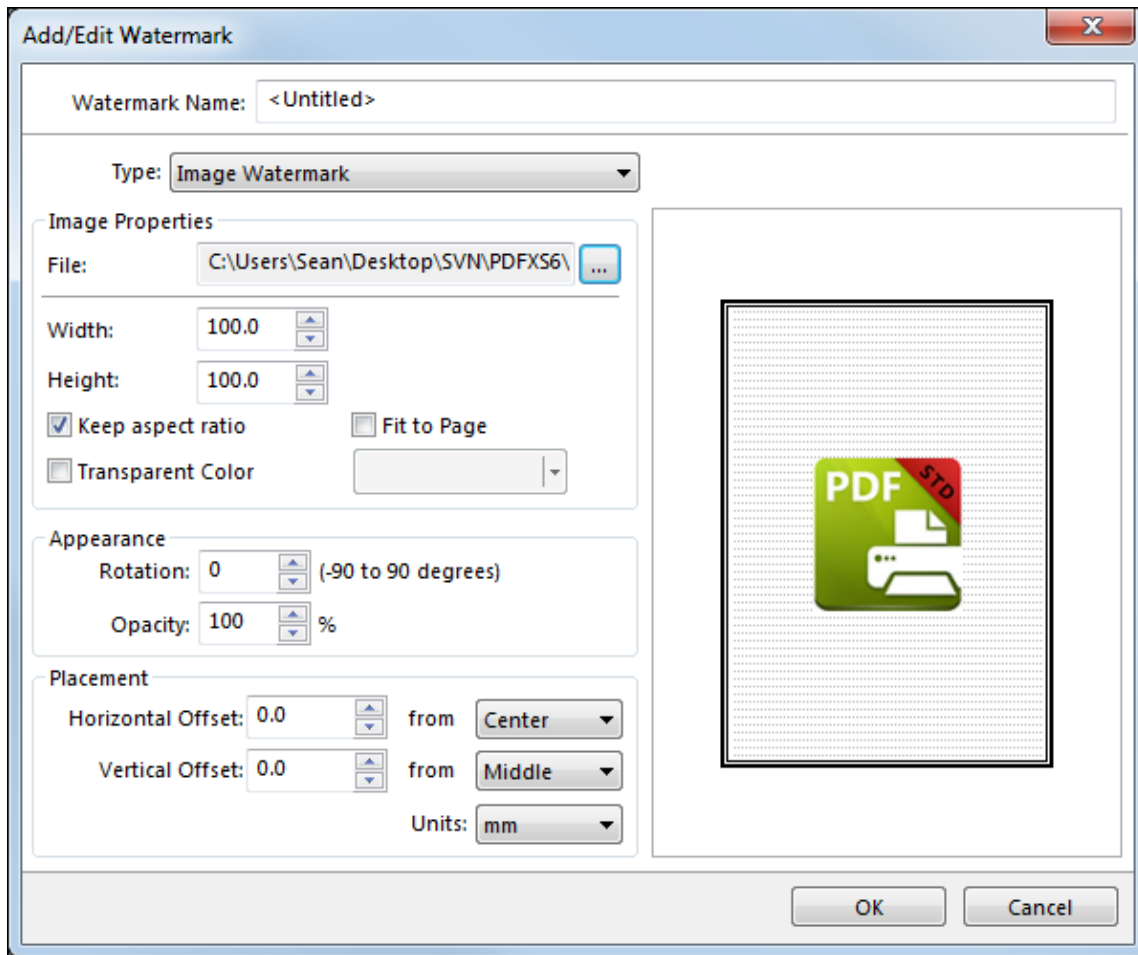 Add/Edit Watermark
Watermark Name: <Untitled>
Type: Image Watermark
Image Properties
File: C:\Users\Sean\Desktop\SVN\PDFXS6\ ...
Width: 100.0
Height: 100.0
Keep aspect ratio Fit to Page
Transparent Color
Appearance
Rotation: 0 (-90 to 90 degrees)
Opacity: 100 %
Placement
Horizontal Offset: 0.0 from Center
Vertical Offset: 0.0 from Middle
Units: mm
PDF STD
OK Cancel